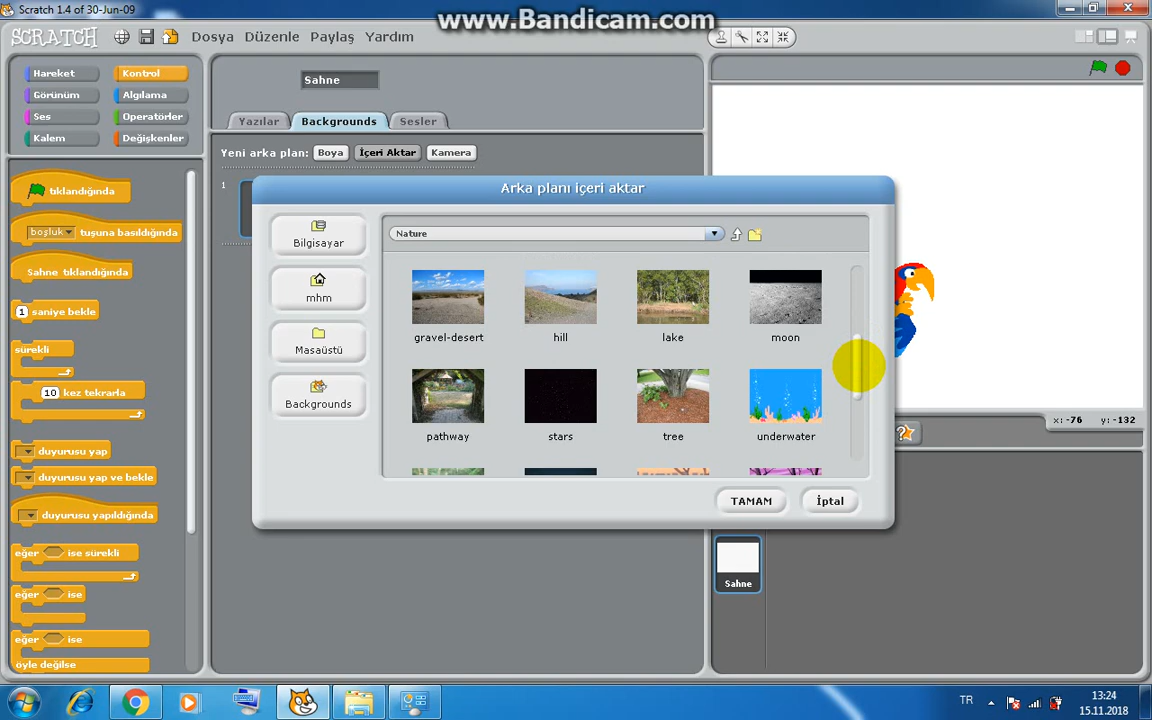 Scratch 1.4 of 30-Jun-09
www.Bandicam.com
SCRATCH Dosya Düzenle Paylaş Yardım
Hareket Kontrol
Görünüm Algılama
Ses Operatörler
Kalem Değişkenler
Sahne
Yazılar Backgrounds Sesler
Yeni arka plan: Boya İçeri Aktar Kamera
1
tıklandığında
boşluk tuşuna basıldığında
Sahne tıklandığında
1 saniye bekle
sürekli
10 kez tekrarla
duyurusu yap
duyurusu yap ve bekle
duyurusu yapıldığında
eğer ise sürekli
eğer ise
eğer ise
öyle değilse
Arka planı içeri aktar
Bilgisayar
mhm
Masaüstü
Backgrounds
Nature
gravel-desert hill lake moon
pathway stars tree underwater
TAMAM İptal
x: -76 y: -132
Sahne
TR
13:24
15.11.2018